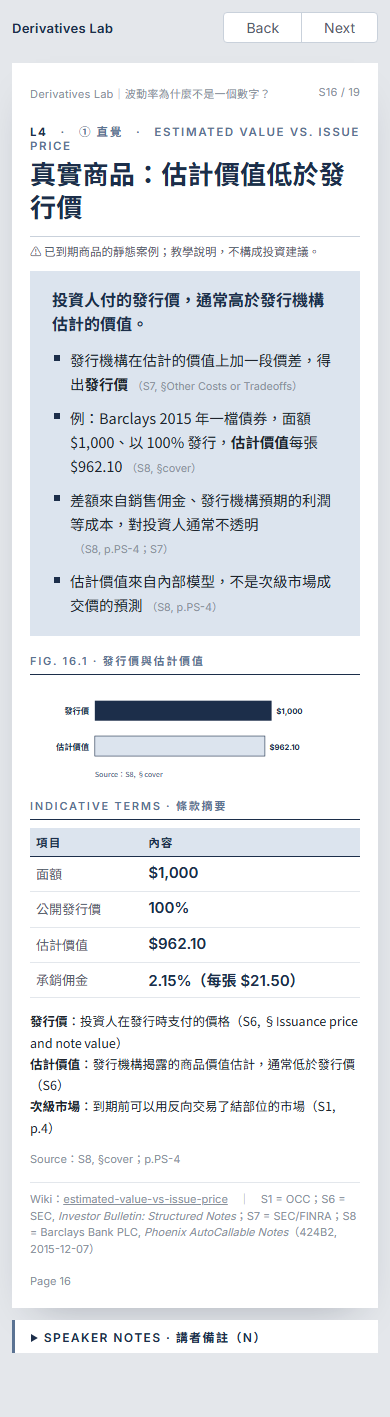 Derivatives Lab
Back
Next
Derivatives Lab｜波動率為什麼不是一個數字？
S16 / 19
L4 · ① 直覺 · ESTIMATED VALUE VS. ISSUE
PRICE
真實商品：估計價值低於發
行價
⚠ 已到期商品的靜態案例；教學說明，不構成投資建議。
投資人付的發行價，通常高於發行機構
估計的價值。
▪ 發行機構在估計的價值上加一段價差，得
出發行價（S7, §Other Costs or Tradeoffs）
▪ 例：Barclays 2015 年一檔債券，面額
$1,000、以 100% 發行，估計價值每張
$962.10（S8, §cover）
▪ 差額來自銷售佣金、發行機構預期的利潤
等成本，對投資人通常不透明
（S8, p.PS-4；S7）
▪ 估計價值來自內部模型，不是次級市場成
交價的預測（S8, p.PS-4）
FIG. 16.1 · 發行價與估計價值
發行價 $1,000
估計價值 $962.10
Source：S8, §cover
INDICATIVE TERMS · 條款摘要
項目 內容
面額 $1,000
公開發行價 100%
估計價值 $962.10
承銷佣金 2.15%（每張 $21.50）
發行價：投資人在發行時支付的價格（S6, §Issuance price
and note value）
估計價值：發行機構揭露的商品價值估計，通常低於發行價
（S6）
次級市場：到期前可以用反向交易了結部位的市場（S1,
p.4）
Source：S8, §cover；p.PS-4
Wiki：estimated-value-vs-issue-price ｜ S1 = OCC；S6 =
SEC, Investor Bulletin: Structured Notes；S7 = SEC/FINRA；S8
= Barclays Bank PLC, Phoenix AutoCallable Notes（424B2,
2015-12-07）
Page 16
▶ SPEAKER NOTES · 講者備註（N）